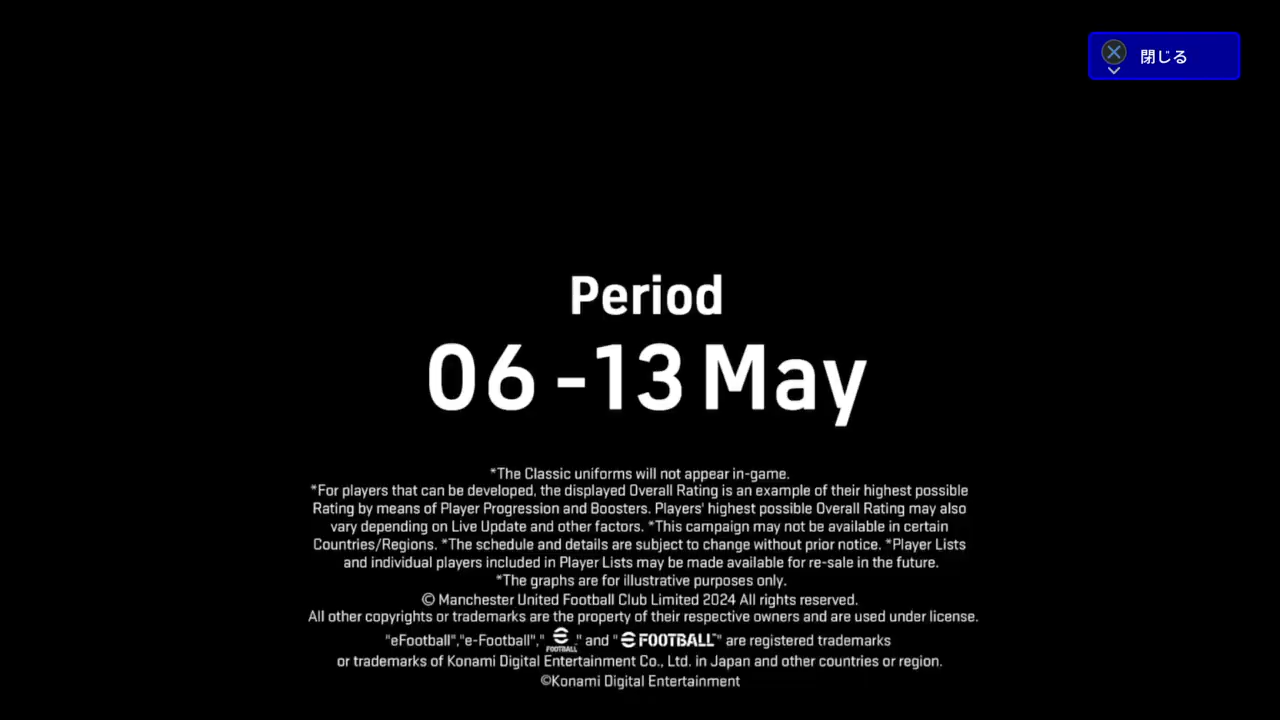 閉じる
Period
06 - 13 May
*The Classic uniforms will not appear in-game.
*For players that can be developed, the displayed Overall Rating is an example of their highest possible
Rating by means of Player Progression and Boosters. Players' highest possible Overall Rating may also
vary depending on Live Update and other factors. *This campaign may not be available in certain
Countries/Regions. *The schedule and details are subject to change without prior notice. *Player Lists
and individual players included in Player Lists may be made available for re-sale in the future.
*The graphs are for illustrative purposes only.
© Manchester United Football Club Limited 2024 All rights reserved.
All other copyrights or trademarks are the property of their respective owners and are used under license.
"eFootball","e-Football"," e FOOTBALL " and " eFOOTBALL™" are registered trademarks
or trademarks of Konami Digital Entertainment Co., Ltd. in Japan and other countries or region.
©Konami Digital Entertainment